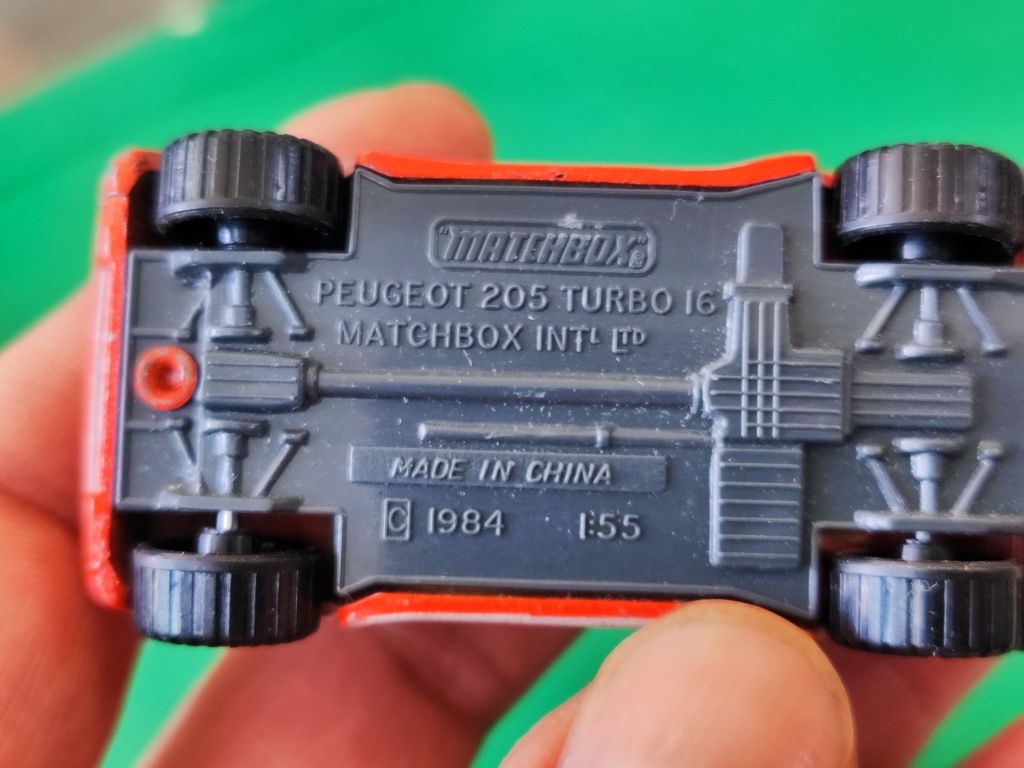 "MATCHBOX"®
PEUGEOT 205 TURBO 16
MATCHBOX INTL LTD
MADE IN CHINA
© 1984 1:55